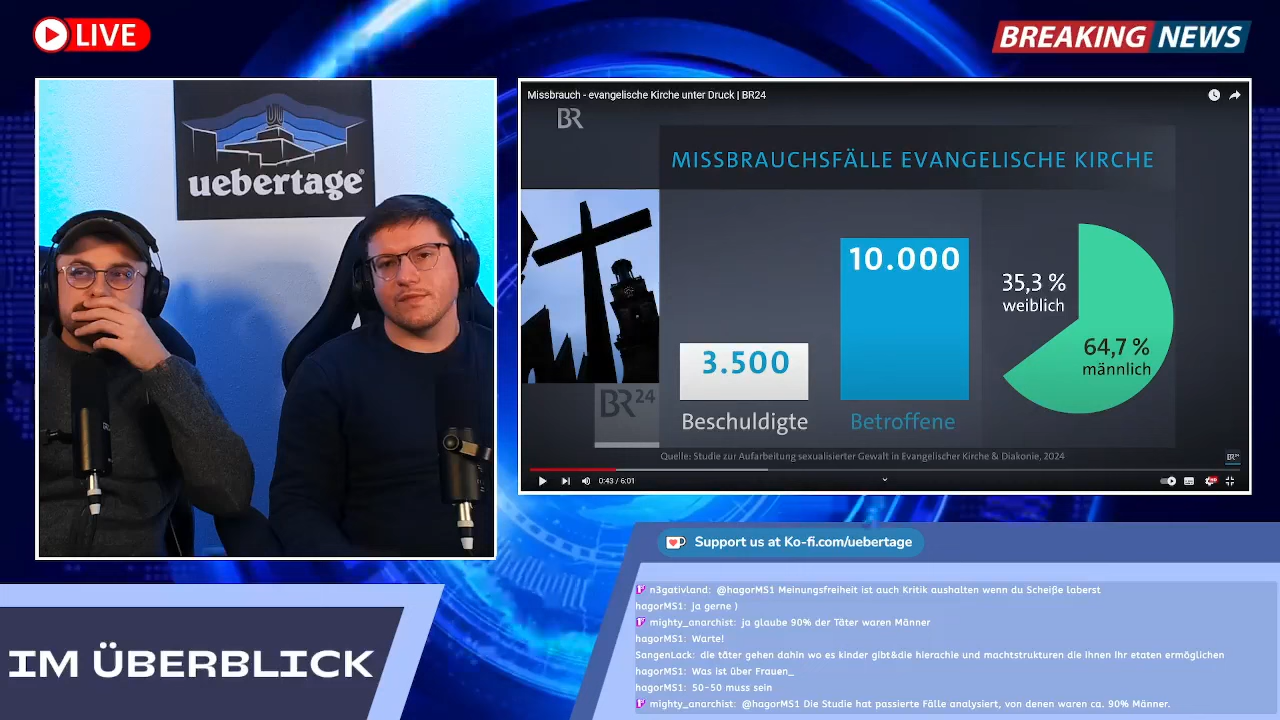 LIVE
BREAKING NEWS
uebertage
Missbrauch - evangelische Kirche unter Druck | BR24
BR
MISSBRAUCHSFÄLLE EVANGELISCHE KIRCHE
10.000
3.500
35,3 %
weiblich
64,7 %
männlich
BR24
Beschuldigte
Betroffene
Quelle: Studie zur Aufarbeitung sexualisierter Gewalt in Evangelischer Kirche & Diakonie, 2024
0:43 / 6:01
Support us at Ko-fi.com/uebertage
n3gativland: @hagorMS1 Meinungsfreiheit ist auch Kritik aushalten wenn du Scheiße laberst
hagorMS1: Ja gerne )
mighty_anarchist: ja glaube 90% der Täter waren Männer
hagorMS1: Warte!
SangenLack: die täter gehen dahin wo es kinder gibt&die hierachie und machtstrukturen die ihnen ihr etaten ermöglichen
hagorMS1: Was ist über Frauen_
hagorMS1: 50-50 muss sein
mighty_anarchist: @hagorMS1 Die Studie hat passierte Fälle analysiert, von denen waren ca. 90% Männer.
IM ÜBERBLICK